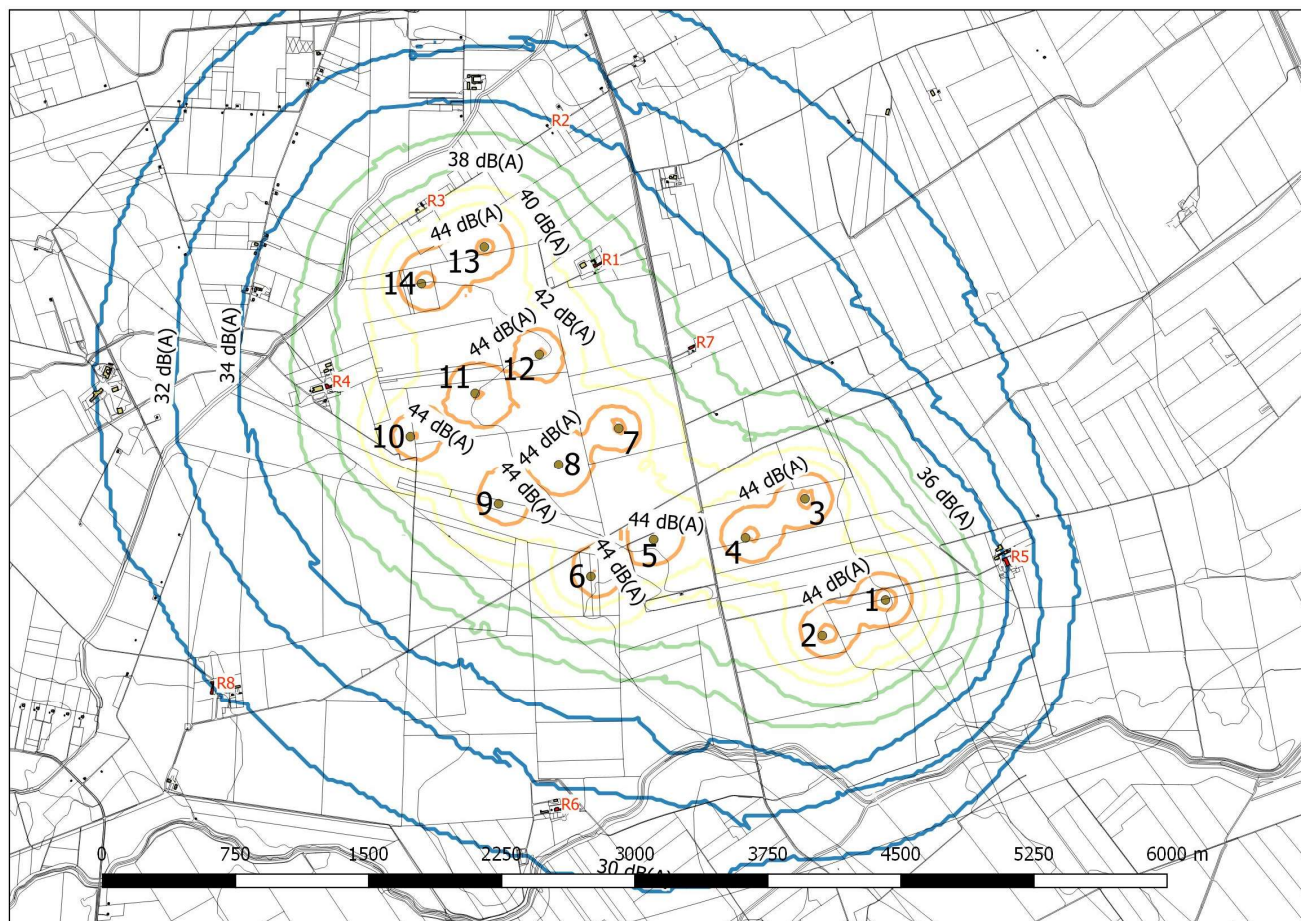 R2
38 dB(A)
R3
40 dB(A)
44 dB(A)
13
R1
14
42 dB(A)
44 dB(A)
12
R7
32 dB(A)
34 dB(A)
R4
11
44 dB(A)
10
44 dB(A)
7
8
44 dB(A)
9
36 dB(A)
44 dB(A)
3
44 dB(A)
5
4
R5
44 dB(A)
6
44 dB(A)
1
2
R8
R6
0 750 1500 2250 3000 3750 4500 5250 6000 m
30 dB(A)